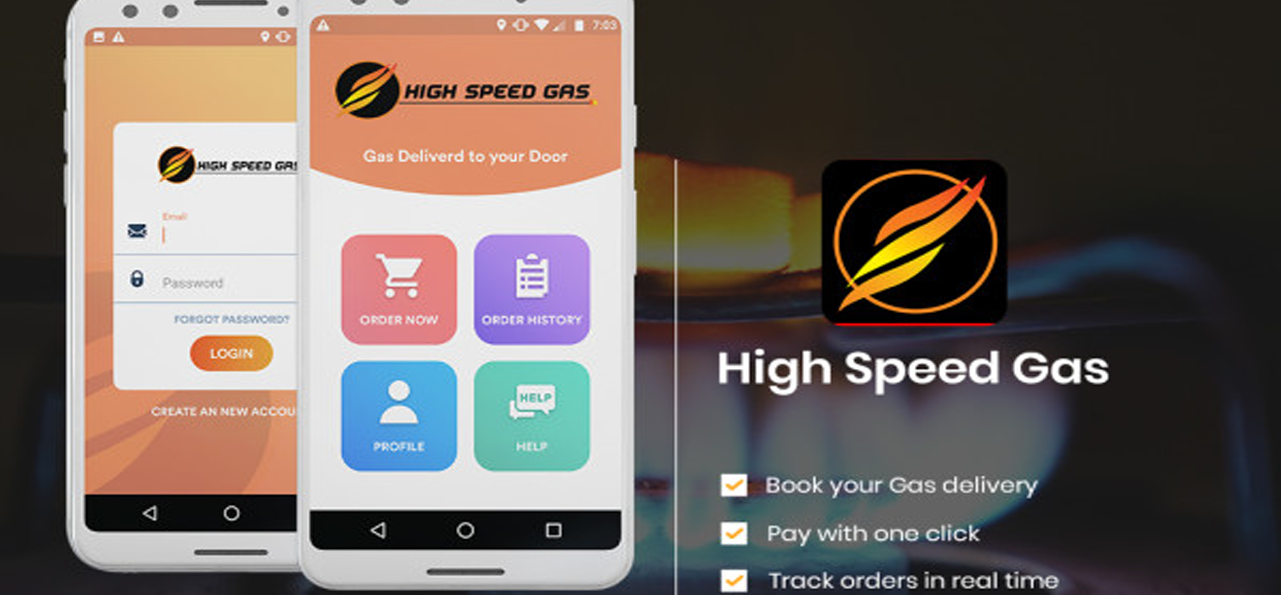 HIGH SPEED GAS
Email
Password
FORGOT PASSWORD?
LOGIN
CREATE AN NEW ACCOU
7:03
HIGH SPEED GAS
Gas Deliverd to your Door
ORDER NOW
ORDER HISTORY
PROFILE
HELP
HELP
High Speed Gas
Book your Gas delivery
Pay with one click
Track orders in real time